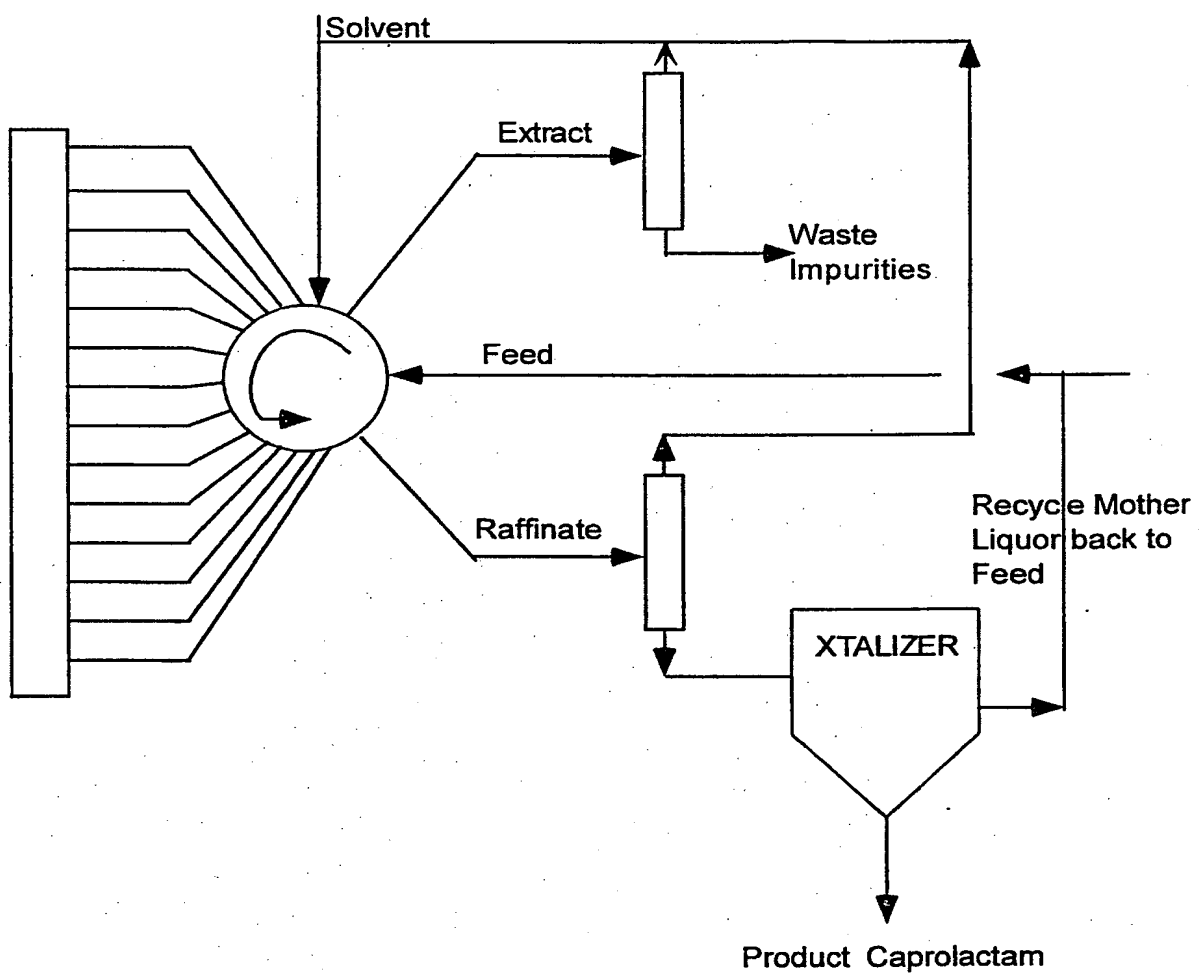 Solvent
Extract
Waste
Impurities
Feed
Raffinate
Recycle Mother
Liquor back to
Feed
XTALIZER
Product Caprolactam